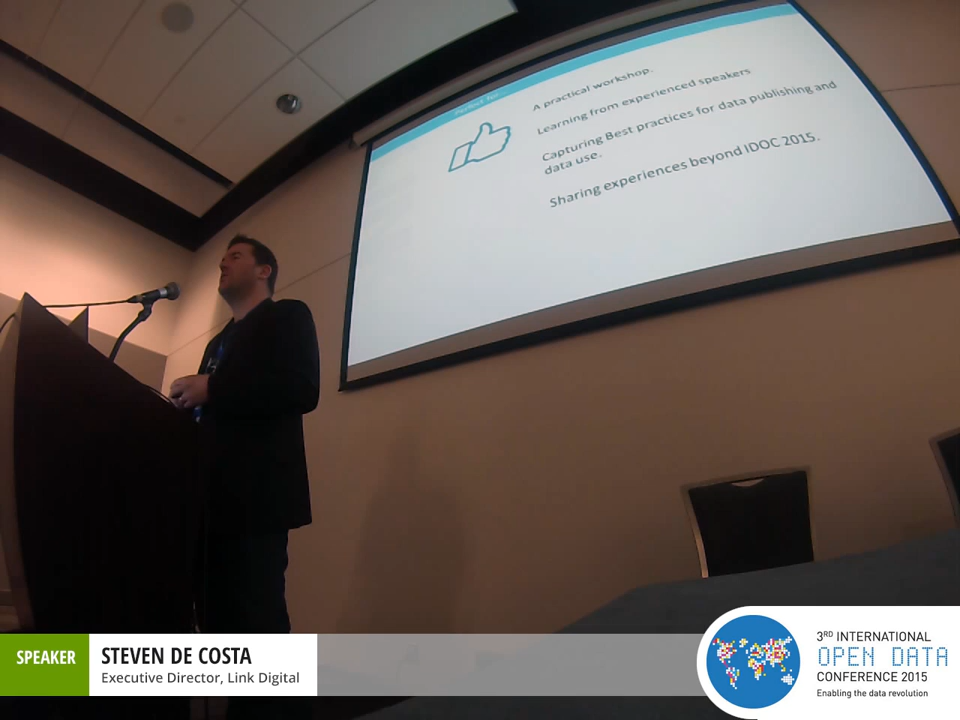 Perfect for...
A practical workshop.
Learning from experienced speakers
Capturing Best practices for data publishing and
data use.
Sharing experiences beyond IDOC 2015.
SPEAKER
STEVEN DE COSTA
Executive Director, Link Digital
3RD INTERNATIONAL
OPEN DATA
CONFERENCE 2015
Enabling the data revolution